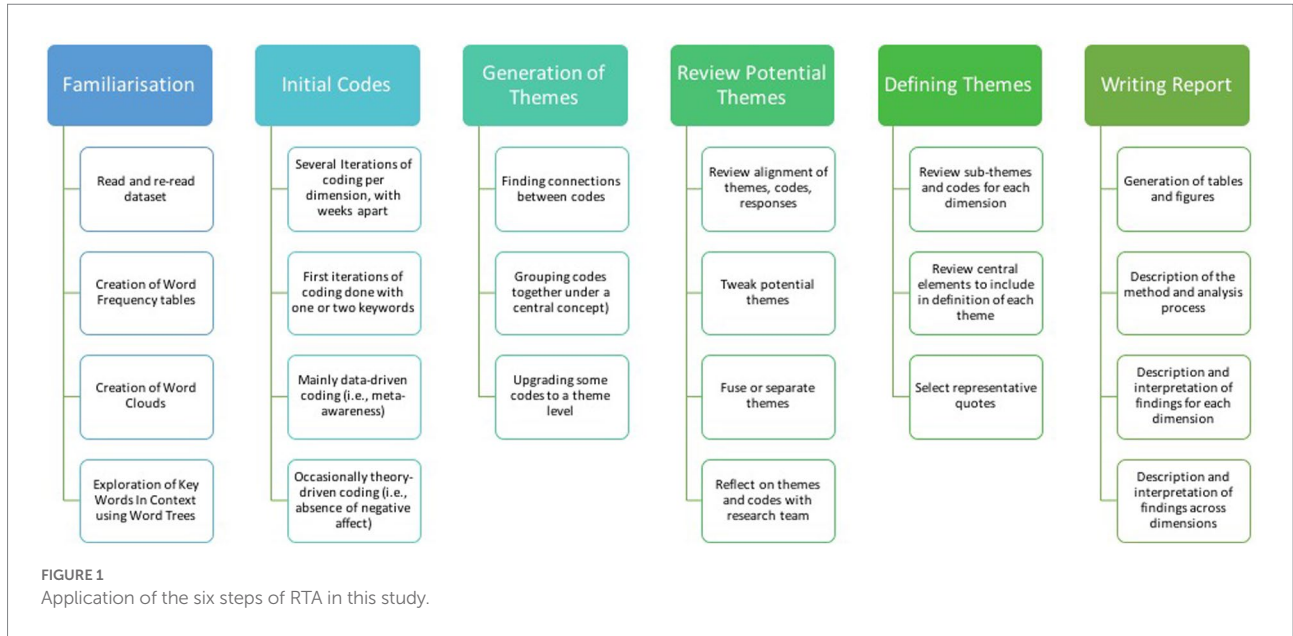 Familiarisation
Read and re-read
dataset
Creation of Word
Frequency tables
Creation of Word
Clouds
Exploration of Key
Words In Context
using Word Trees
Initial Codes
Several Iterations of
coding per
dimension, with
weeks apart
First iterations of
coding done with
one or two keywords
Mainly data-driven
coding (i.e., meta-
awareness)
Occasionally theory-
driven coding (i.e.,
absence of negative
affect)
Generation of
Themes
Finding connections
between codes
Grouping codes
together under a
central concept)
Upgrading some
codes to a theme
level
Review Potential
Themes
Review alignment of
themes, codes,
responses
Tweak potential
themes
Fuse or separate
themes
Reflect on themes
and codes with
research team
Defining Themes
Review sub-themes
and codes for each
dimension
Review central
elements to include
in definition of each
theme
Select representative
quotes
Writing Report
Generation of tables
and figures
Description of the
method and analysis
process
Description and
interpretation of
findings for each
dimension
Description and
interpretation of
findings across
dimensions
FIGURE 1
Application of the six steps of RTA in this study.